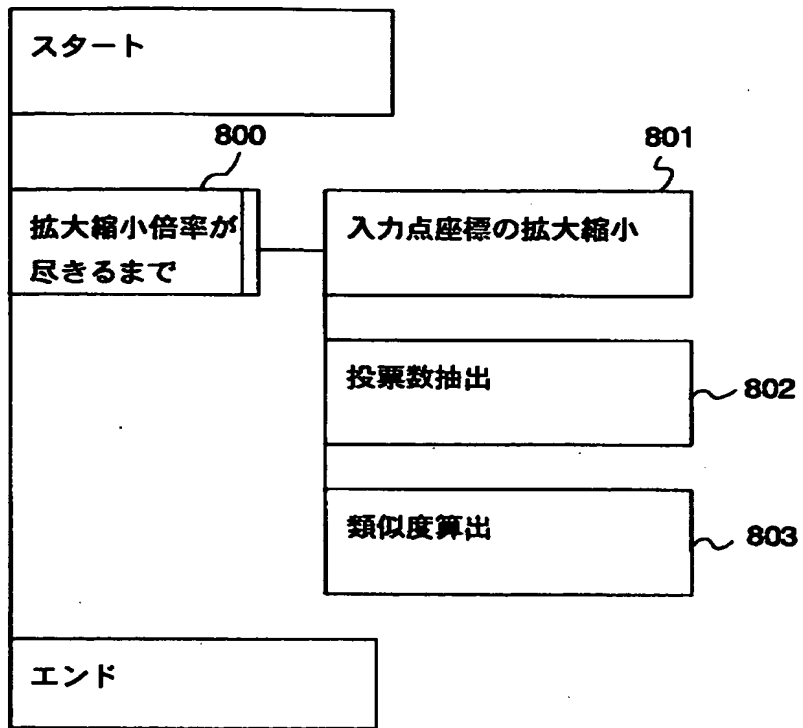 スタート
800
801
拡大縮小倍率が
尽きるまで
入力点座標の拡大縮小
投票数抽出
802
類似度算出
803
エンド